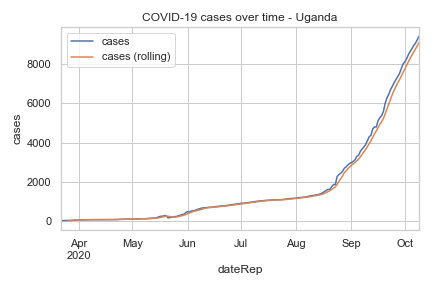 COVID-19 cases over time - Uganda
cases
cases (rolling)
cases
8000
6000
4000
2000
0
Apr May Jun Jul Aug Sep Oct
2020
dateRep